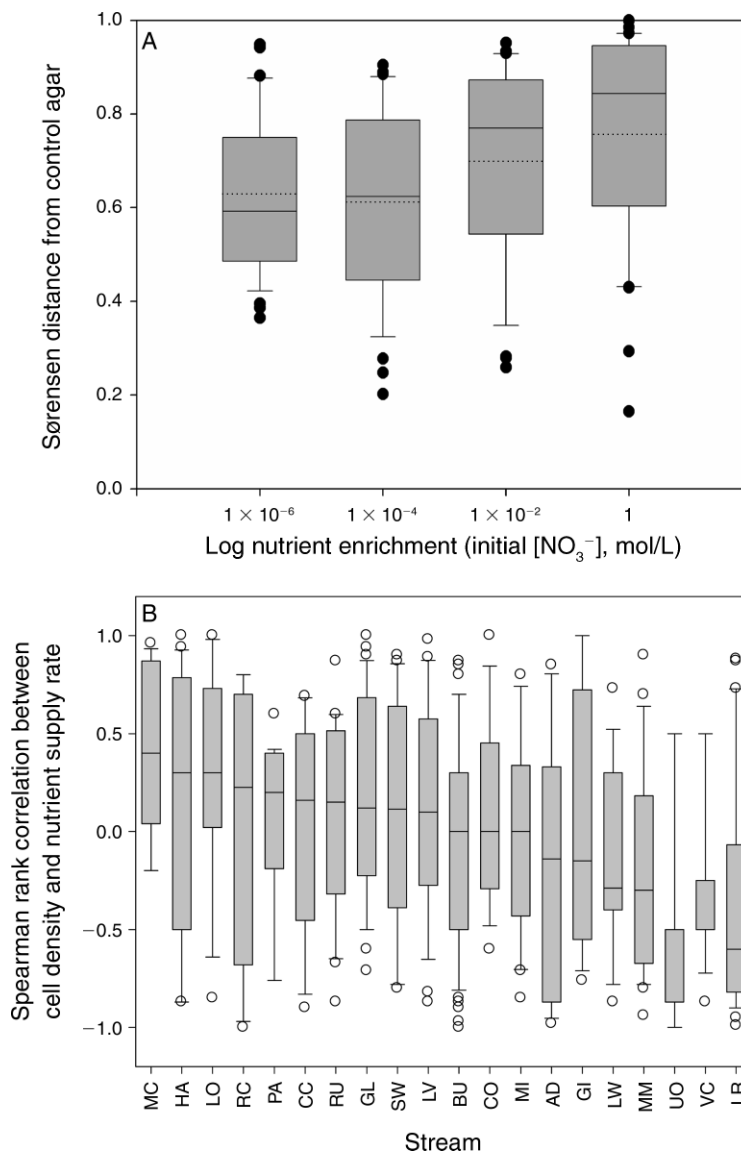 A
1.0
0.8
0.6
0.4
0.2
0.0
Sørensen distance from control agar
1 × 10⁻⁶ 1 × 10⁻⁴ 1 × 10⁻² 1
Log nutrient enrichment (initial [NO₃⁻], mol/L)
B
1.0
0.5
0.0
−0.5
−1.0
Spearman rank correlation between
cell density and nutrient supply rate
MC HA LO RC PA CC RU GL SW LV BU CO MI AD GI LW MM UO VC LR
Stream